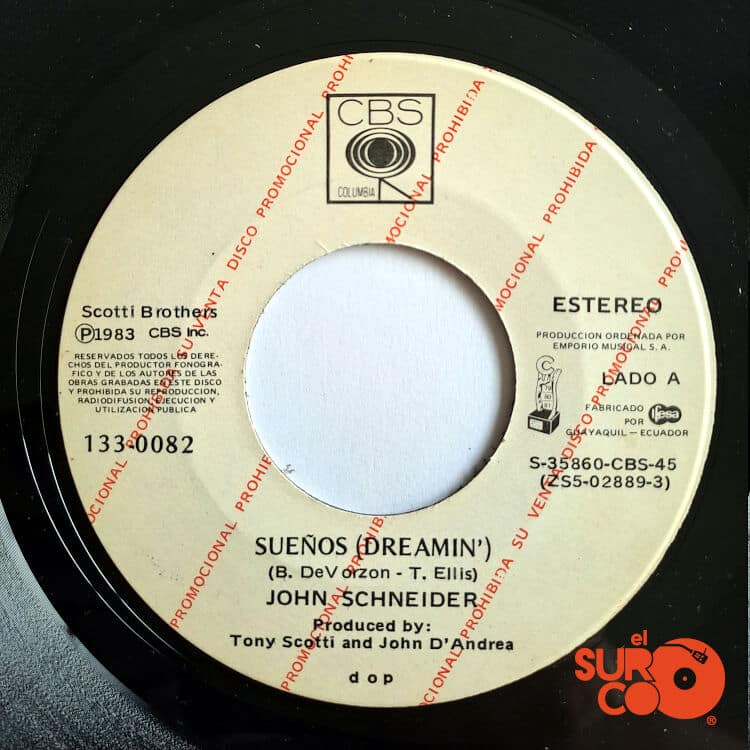 CBS
COLUMBIA
Scotti Brothers
Ⓟ1983 CBS Inc.
RESERVADOS TODOS LOS DERE-
CHOS DEL PRODUCTOR FONOGRA-
FICO Y DE LOS AUTORES DE LAS
OBRAS GRABADAS EN ESTE DISCO
Y PROHIBIDA SU REPRODUCCION,
RADIODIFUSION, EJECUCION Y
UTILIZACION PUBLICA
133-0082
ESTEREO
PRODUCCION ORDENADA POR
EMPORIO MUSICAL S. A.
LADO A
FABRICADO
POR
ifesa
GUAYAQUIL — ECUADOR
S-35860-CBS-45
(ZS5-02889-3)
DISCO PROMOCIONAL PROHIBIDA SU VENTA
SUEÑOS (DREAMIN')
(B. DeVorzon - T. Ellis)
JOHN SCHNEIDER
Produced by:
Tony Scotti and John D'Andrea
d o p
el
SURCO
®